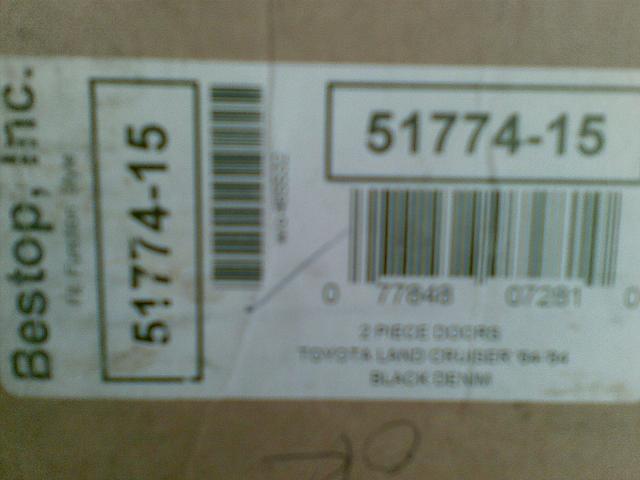 Bestop, Inc.
51774-15
51774-15
0 77848 07281 0
2 PIECE DOORS
TOYOTA LAND CRUISER
BLACK DENIM